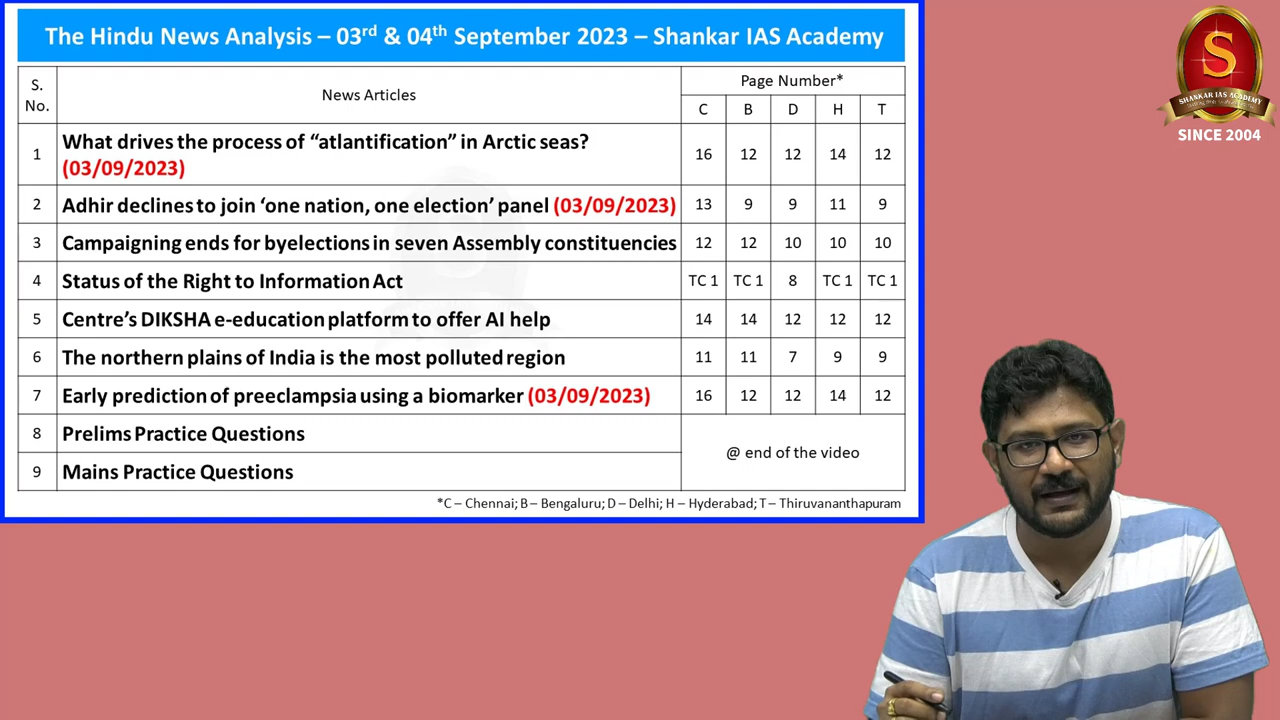 The Hindu News Analysis – 03rd & 04th September 2023 – Shankar IAS Academy
S. No.
News Articles
Page Number*
C B D H T
1 What drives the process of “atlantification” in Arctic seas? (03/09/2023) 16 12 12 14 12
2 Adhir declines to join ‘one nation, one election’ panel (03/09/2023) 13 9 9 11 9
3 Campaigning ends for byelections in seven Assembly constituencies 12 12 10 10 10
4 Status of the Right to Information Act TC 1 TC 1 8 TC 1 TC 1
5 Centre’s DIKSHA e-education platform to offer AI help 14 14 12 12 12
6 The northern plains of India is the most polluted region 11 11 7 9 9
7 Early prediction of preeclampsia using a biomarker (03/09/2023) 16 12 12 14 12
8 Prelims Practice Questions
@ end of the video
9 Mains Practice Questions
*C – Chennai; B – Bengaluru; D – Delhi; H – Hyderabad; T – Thiruvananthapuram
S
SHANKAR IAS ACADEMY
SINCE 2004